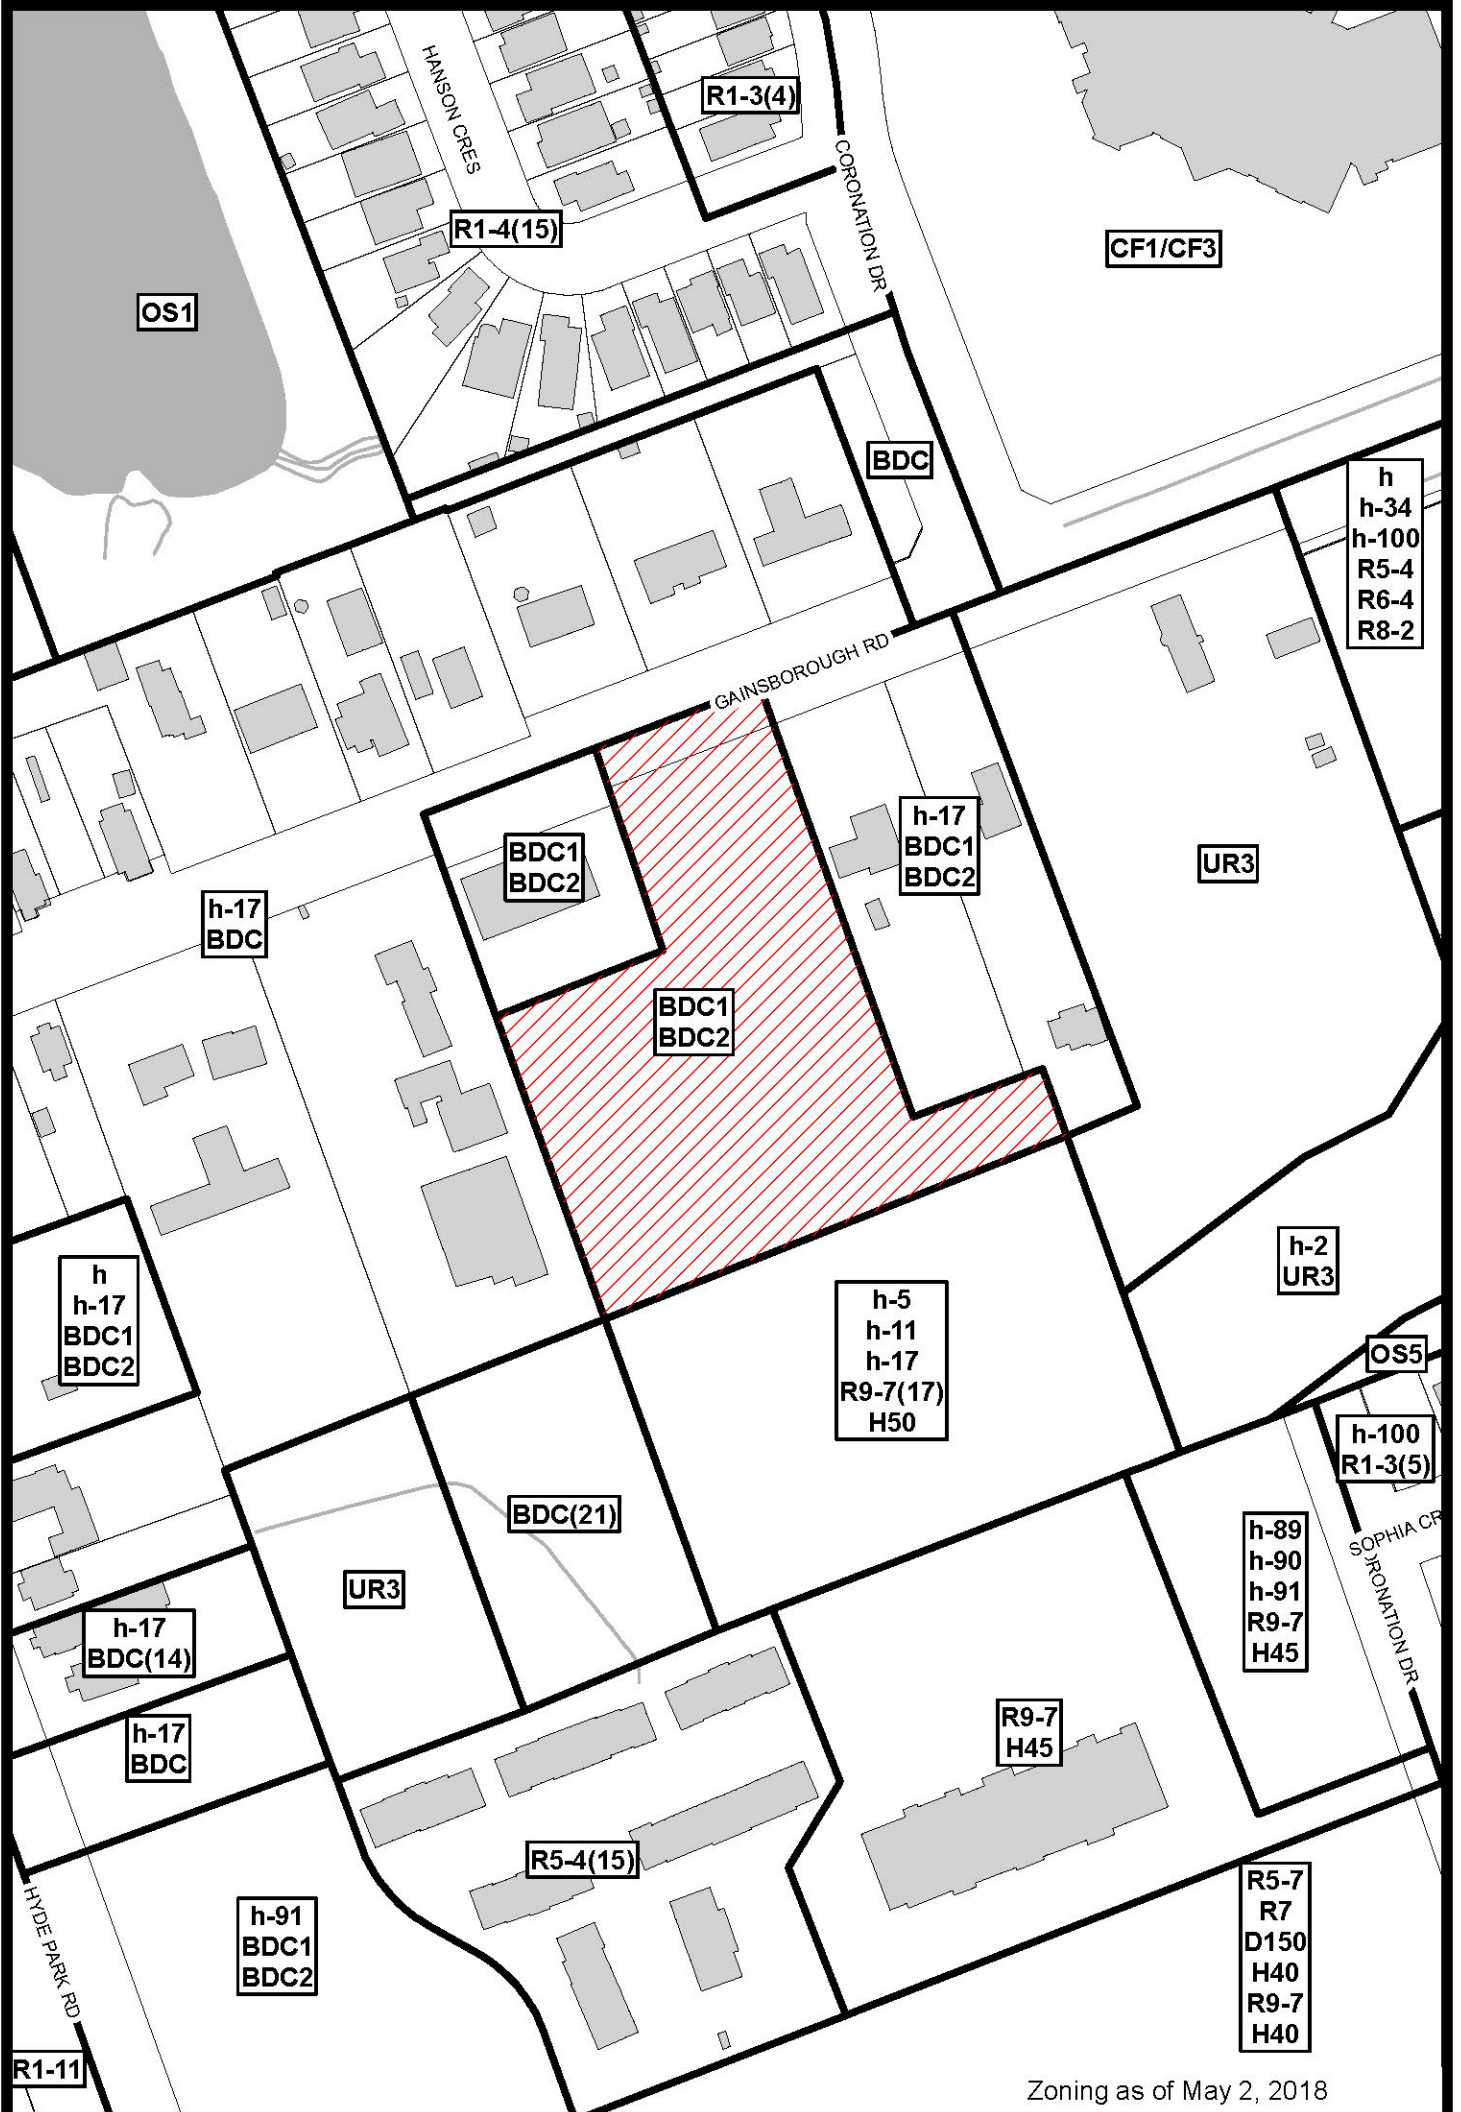 HANSON CRES
R1-3(4)
CORONATION DR
R1-4(15)
CF1/CF3
OS1
BDC
h
h-34
h-100
R5-4
R6-4
R8-2
GAINSBOROUGH RD
BDC1
BDC2
h-17
BDC1
BDC2
UR3
h-17
BDC
BDC1
BDC2
h-2
UR3
h
h-17
BDC1
BDC2
h-5
h-11
h-17
R9-7(17)
H50
OS5
h-100
R1-3(5)
BDC(21)
SOPHIA CR
h-89
h-90
h-91
R9-7
H45
UR3
ORONATION DR
h-17
BDC(14)
R9-7
H45
h-17
BDC
R5-4(15)
R5-7
R7
D150
H40
R9-7
H40
HYDE PARK RD
h-91
BDC1
BDC2
R1-11
Zoning as of May 2, 2018